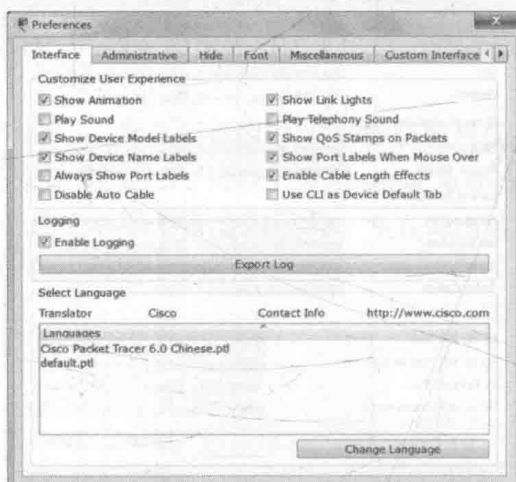 Preferences
Interface Administrative Hide Font Miscellaneous Custom Interface
Customize User Experience
Show Animation Show Link Lights
Play Sound Play Telephony Sound
Show Device Model Labels Show QoS Stamps on Packets
Show Device Name Labels Show Port Labels When Mouse Over
Always Show Port Labels Enable Cable Length Effects
Disable Auto Cable Use CLI as Device Default Tab
Logging
Enable Logging
Export Log
Select Language
Translator Cisco Contact Info http://www.cisco.com
Languages
Cisco Packet Tracer 6.0 Chinese.ptl
default.ptl
Change Language